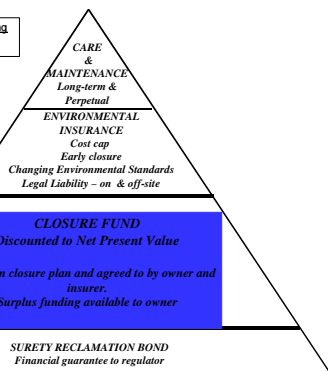 CARE
&
MAINTENANCE
Long-term &
Perpetual
ENVIRONMENTAL
INSURANCE
Cost cap
Early closure
Changing Environmental Standards
Legal Liability – on & off-site
CLOSURE FUND
Discounted to Net Present Value
closure plan and agreed to by owner and
insurer.
Surplus funding available to owner
SURETY RECLAMATION BOND
Financial guarantee to regulator